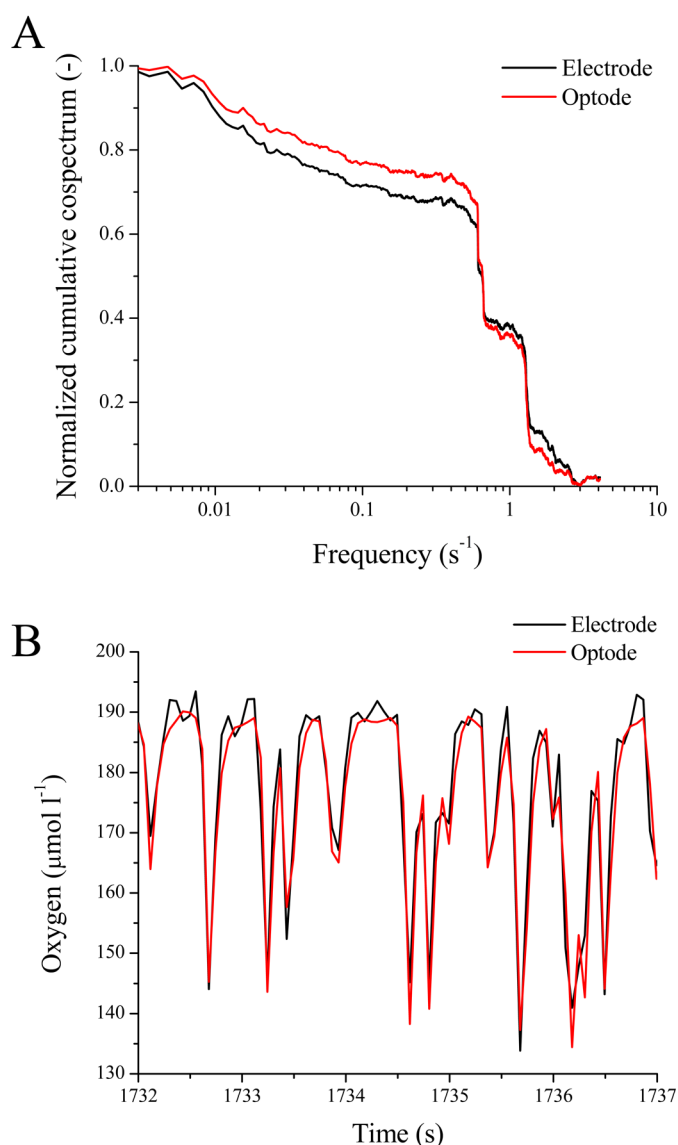 A
Normalized cumulative cospectrum (-)
Electrode
Optode
1.0
0.8
0.6
0.4
0.2
0.0
0.01
0.1
1
10
Frequency (s⁻¹)
B
Oxygen (µmol l⁻¹)
Electrode
Optode
200
190
180
170
160
150
140
130
1732
1733
1734
1735
1736
1737
Time (s)